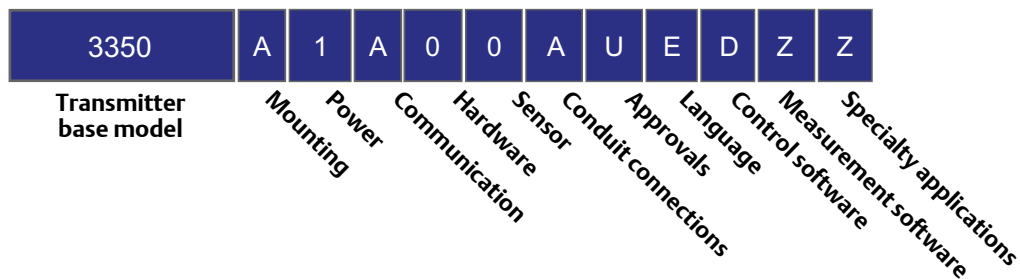 3350 A 1 A 0 0 A U E D Z Z
Transmitter
base model
Mounting
Power
Communication
Hardware
Sensor
Conduit connections
Approvals
Language
Control software
Measurement software
Specialty applications